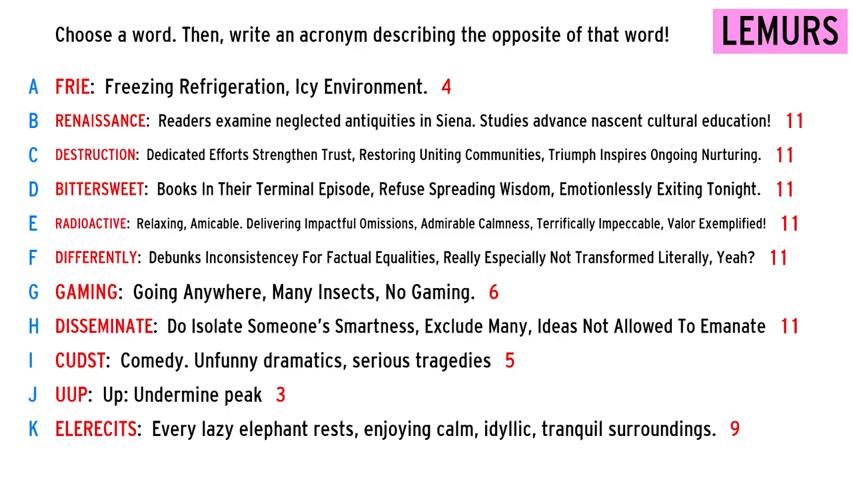 Choose a word. Then, write an acronym describing the opposite of that word!
LEMURS
A FRIE: Freezing Refrigeration, Icy Environment. 4
B RENAISSANCE: Readers examine neglected antiquities in Siena. Studies advance nascent cultural education! 11
C DESTRUCTION: Dedicated Efforts Strengthen Trust, Restoring Uniting Communities, Triumph Inspires Ongoing Nurturing. 11
D BITTERSWEET: Books In Their Terminal Episode, Refuse Spreading Wisdom, Emotionlessly Exiting Tonight. 11
E RADIOACTIVE: Relaxing, Amicable. Delivering Impactful Omissions, Admirable Calmness, Terrifically Impeccable, Valor Exemplified! 11
F DIFFERENTLY: Debunks Inconsistencey For Factual Equalities, Really Especially Not Transformed Literally, Yeah? 11
G GAMING: Going Anywhere, Many Insects, No Gaming. 6
H DISSEMINATE: Do Isolate Someone's Smartness, Exclude Many, Ideas Not Allowed To Emanate 11
I CUDST: Comedy. Unfunny dramatics, serious tragedies 5
J UUP: Up: Undermine peak 3
K ELERECITS: Every lazy elephant rests, enjoying calm, idyllic, tranquil surroundings. 9